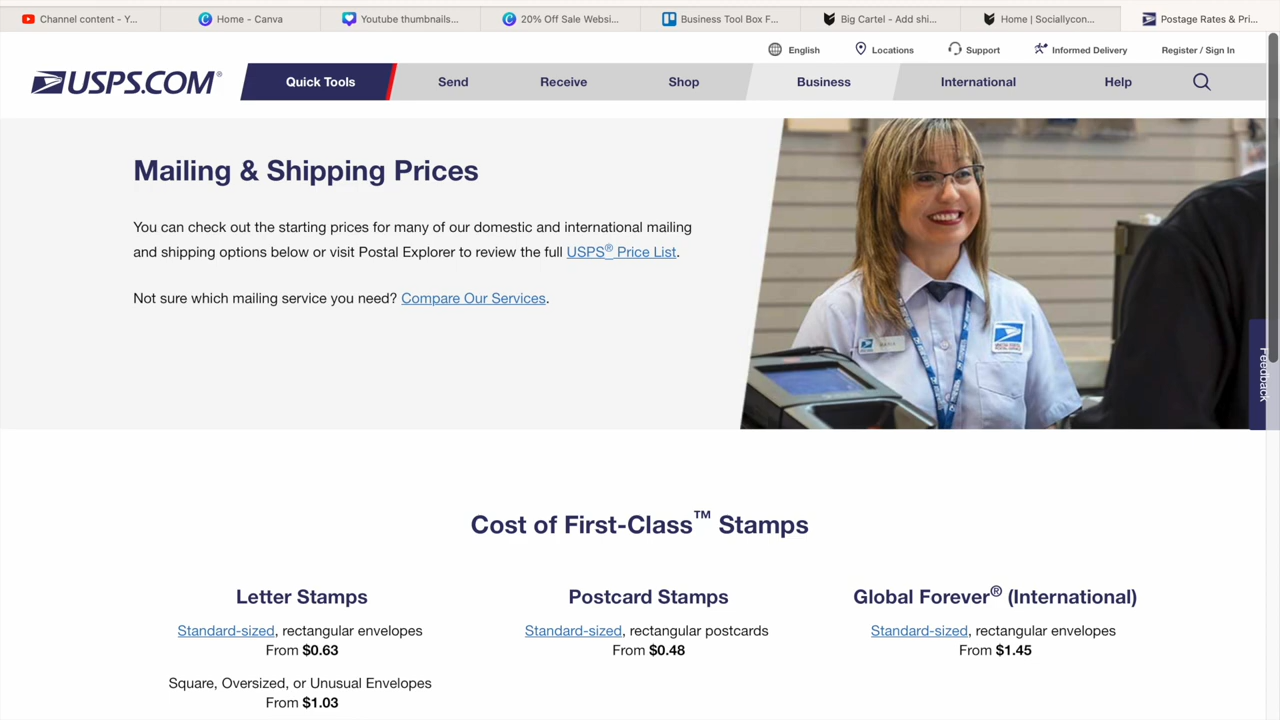 Channel content - Y...
Home - Canva
Youtube thumbnails...
20% Off Sale Websi...
Business Tool Box F...
Big Cartel - Add shi...
Home | Sociallycon...
Postage Rates & Pri...
English
Locations
Support
Informed Delivery
Register / Sign In
USPS.COM®
Quick Tools
Send
Receive
Shop
Business
International
Help
Mailing & Shipping Prices
You can check out the starting prices for many of our domestic and international mailing
and shipping options below or visit Postal Explorer to review the full USPS® Price List.
Not sure which mailing service you need? Compare Our Services.
Feedback
Cost of First-Class™ Stamps
Letter Stamps
Standard-sized, rectangular envelopes
From $0.63
Square, Oversized, or Unusual Envelopes
From $1.03
Postcard Stamps
Standard-sized, rectangular postcards
From $0.48
Global Forever® (International)
Standard-sized, rectangular envelopes
From $1.45